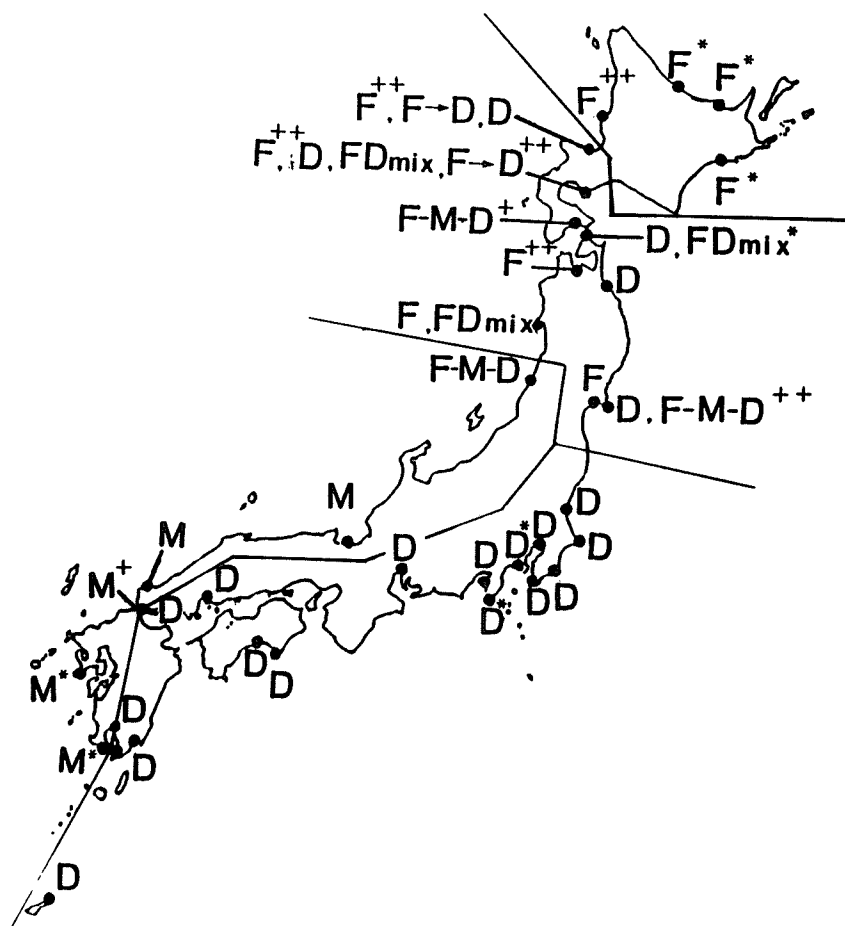 F* F*
F++
F++, F→D, D
F++, D, FDmix, F→D++
F*
F-M-D+
D, FDmix*
F++
D
F, FDmix
F-M-D
F
D, F-M-D++
D
M
D
D* D
D
D
M
M+
D
D
D
D
D*
D
D
M*
D
M*
D
D